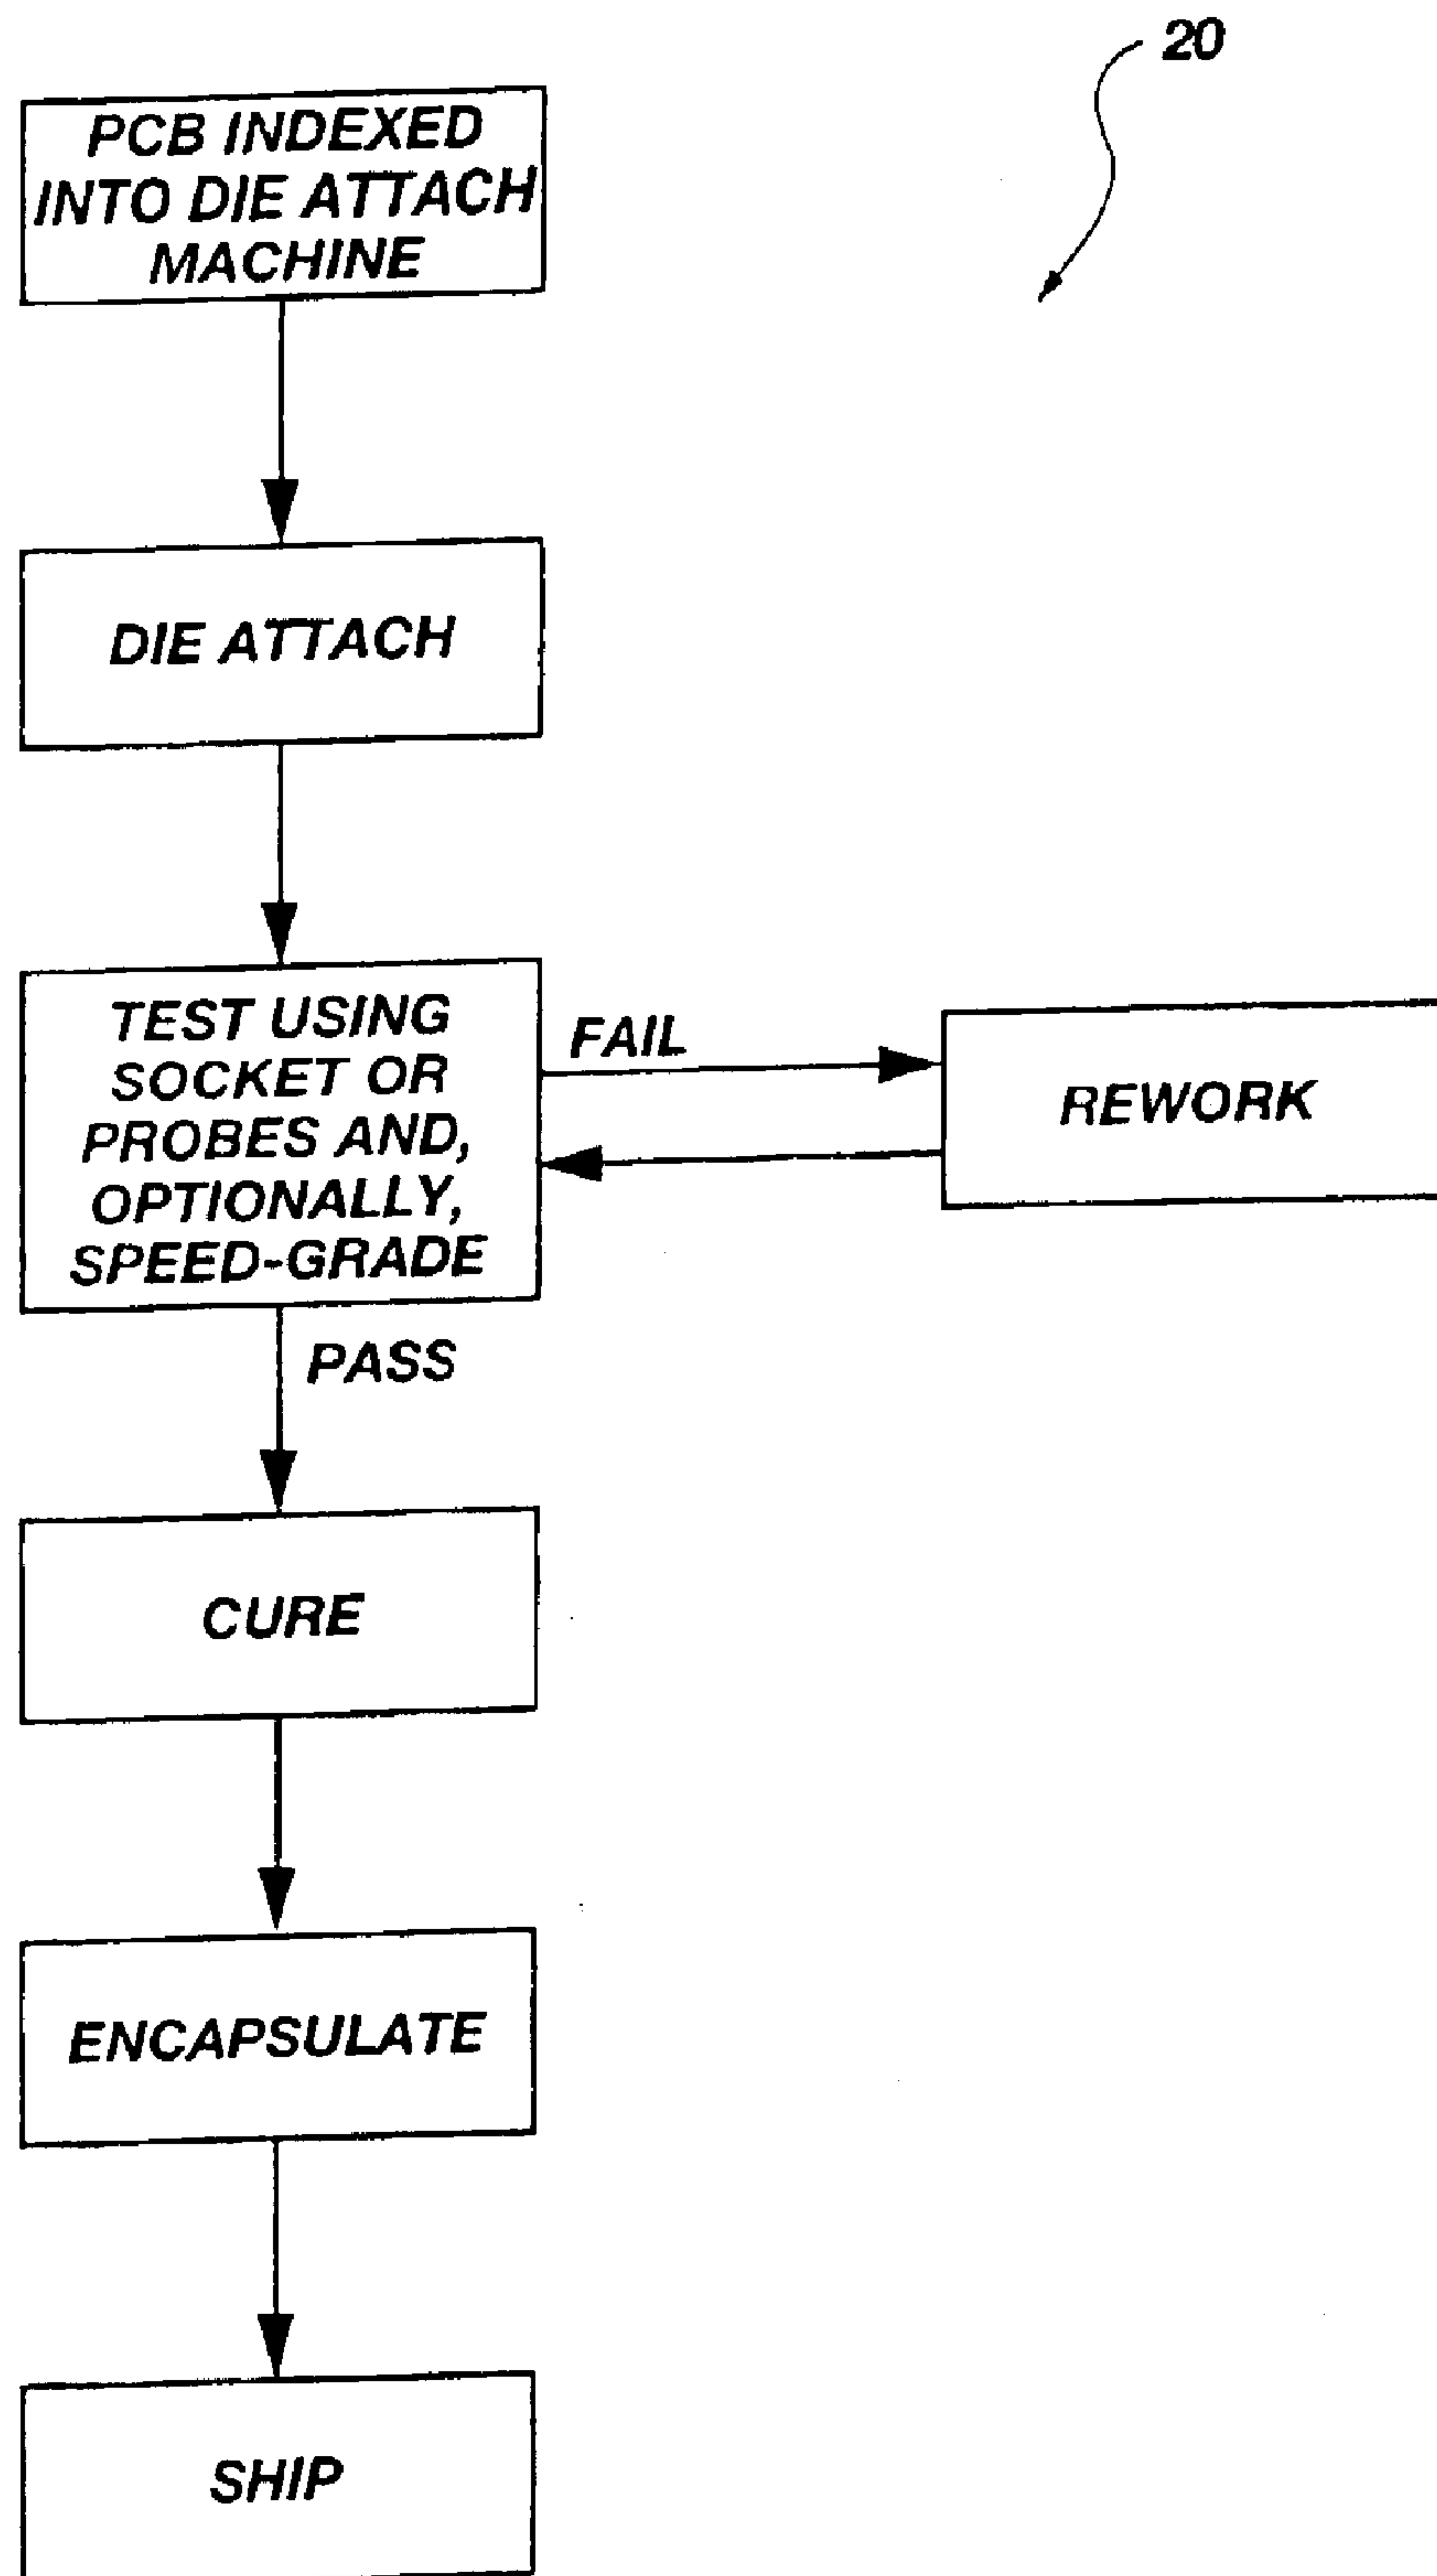 20
PCB INDEXED
INTO DIE ATTACH
MACHINE
DIE ATTACH
TEST USING
SOCKET OR
PROBES AND,
OPTIONALLY,
SPEED-GRADE
FAIL
REWORK
PASS
CURE
ENCAPSULATE
SHIP